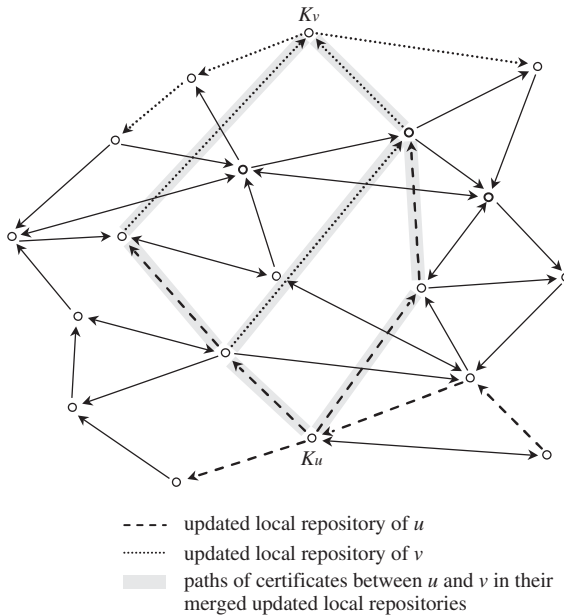 Kv
Ku
updated local repository of u
updated local repository of v
paths of certificates between u and v in their
merged updated local repositories